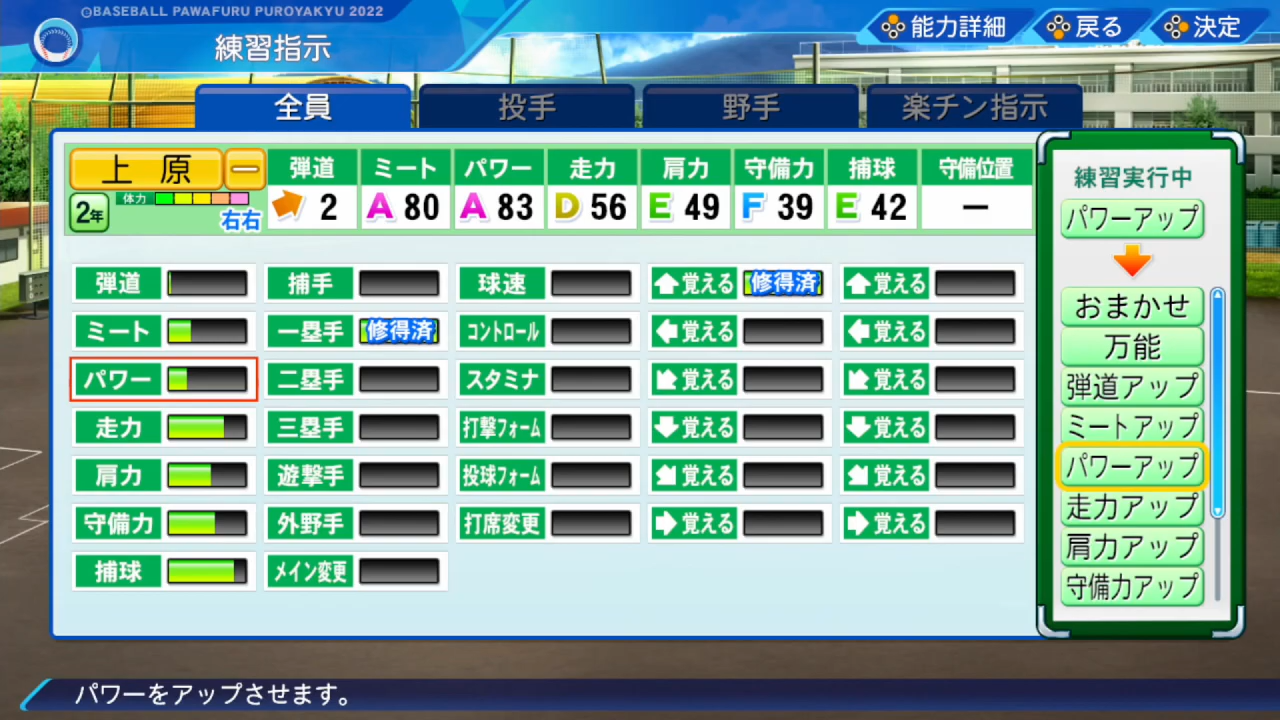 ©BASEBALL PAWAFURU PUROYAKYU 2022
練習指示
能力詳細 戻る 決定
全員 投手 野手 楽チン指示
上原 一 弾道 ミート パワー 走力 肩力 守備力 捕球 守備位置
2年 体力 右右 2 A 80 A 83 D 56 E 49 F 39 E 42 ー
弾道 捕手 球速 覚える 修得済 覚える
ミート 一塁手 修得済 コントロール 覚える 覚える
パワー 二塁手 スタミナ 覚える 覚える
走力 三塁手 打撃フォーム 覚える 覚える
肩力 遊撃手 投球フォーム 覚える 覚える
守備力 外野手 打席変更 覚える 覚える
捕球 メイン変更
練習実行中
パワーアップ
おまかせ
万能
弾道アップ
ミートアップ
パワーアップ
走力アップ
肩力アップ
守備力アップ
パワーをアップさせます。